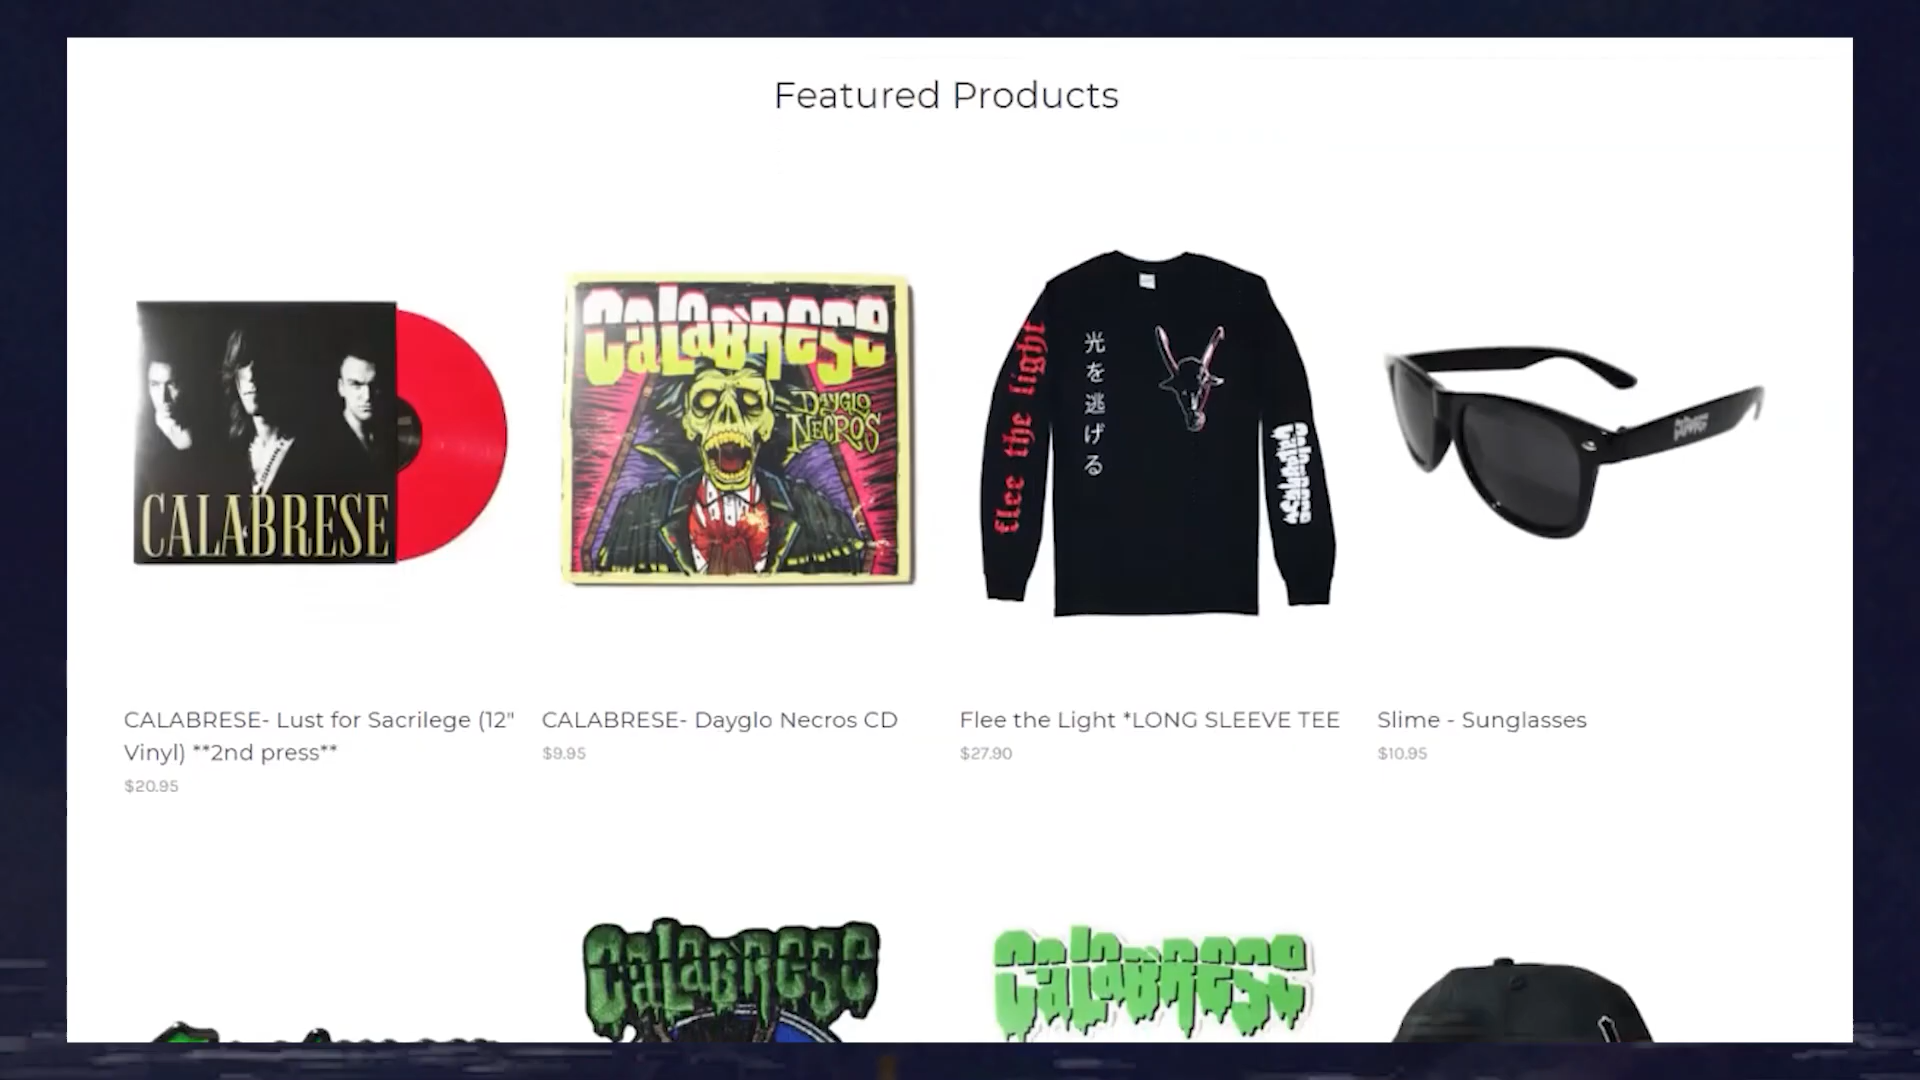 Featured Products
CALABRESE
CALABRESE
DAYGLO
NECROS
flee the light
光を逃げる
CALABRESE
CALABRESE- Lust for Sacrilege (12"
Vinyl) **2nd press**
$20.95
CALABRESE- Dayglo Necros CD
$9.95
Flee the Light *LONG SLEEVE TEE
$27.90
Slime - Sunglasses
$10.95
CALABRESE
CALABRESE